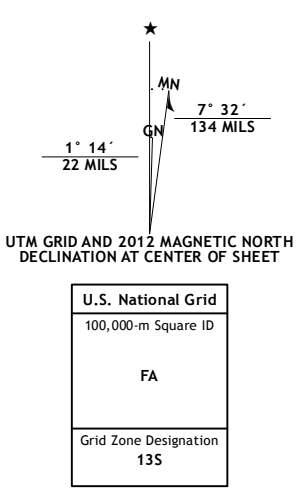 ★
MN
GN
7° 32´
134 MILS
1° 14´
22 MILS
UTM GRID AND 2012 MAGNETIC NORTH
DECLINATION AT CENTER OF SHEET
U.S. National Grid
100,000-m Square ID
FA
Grid Zone Designation
13S